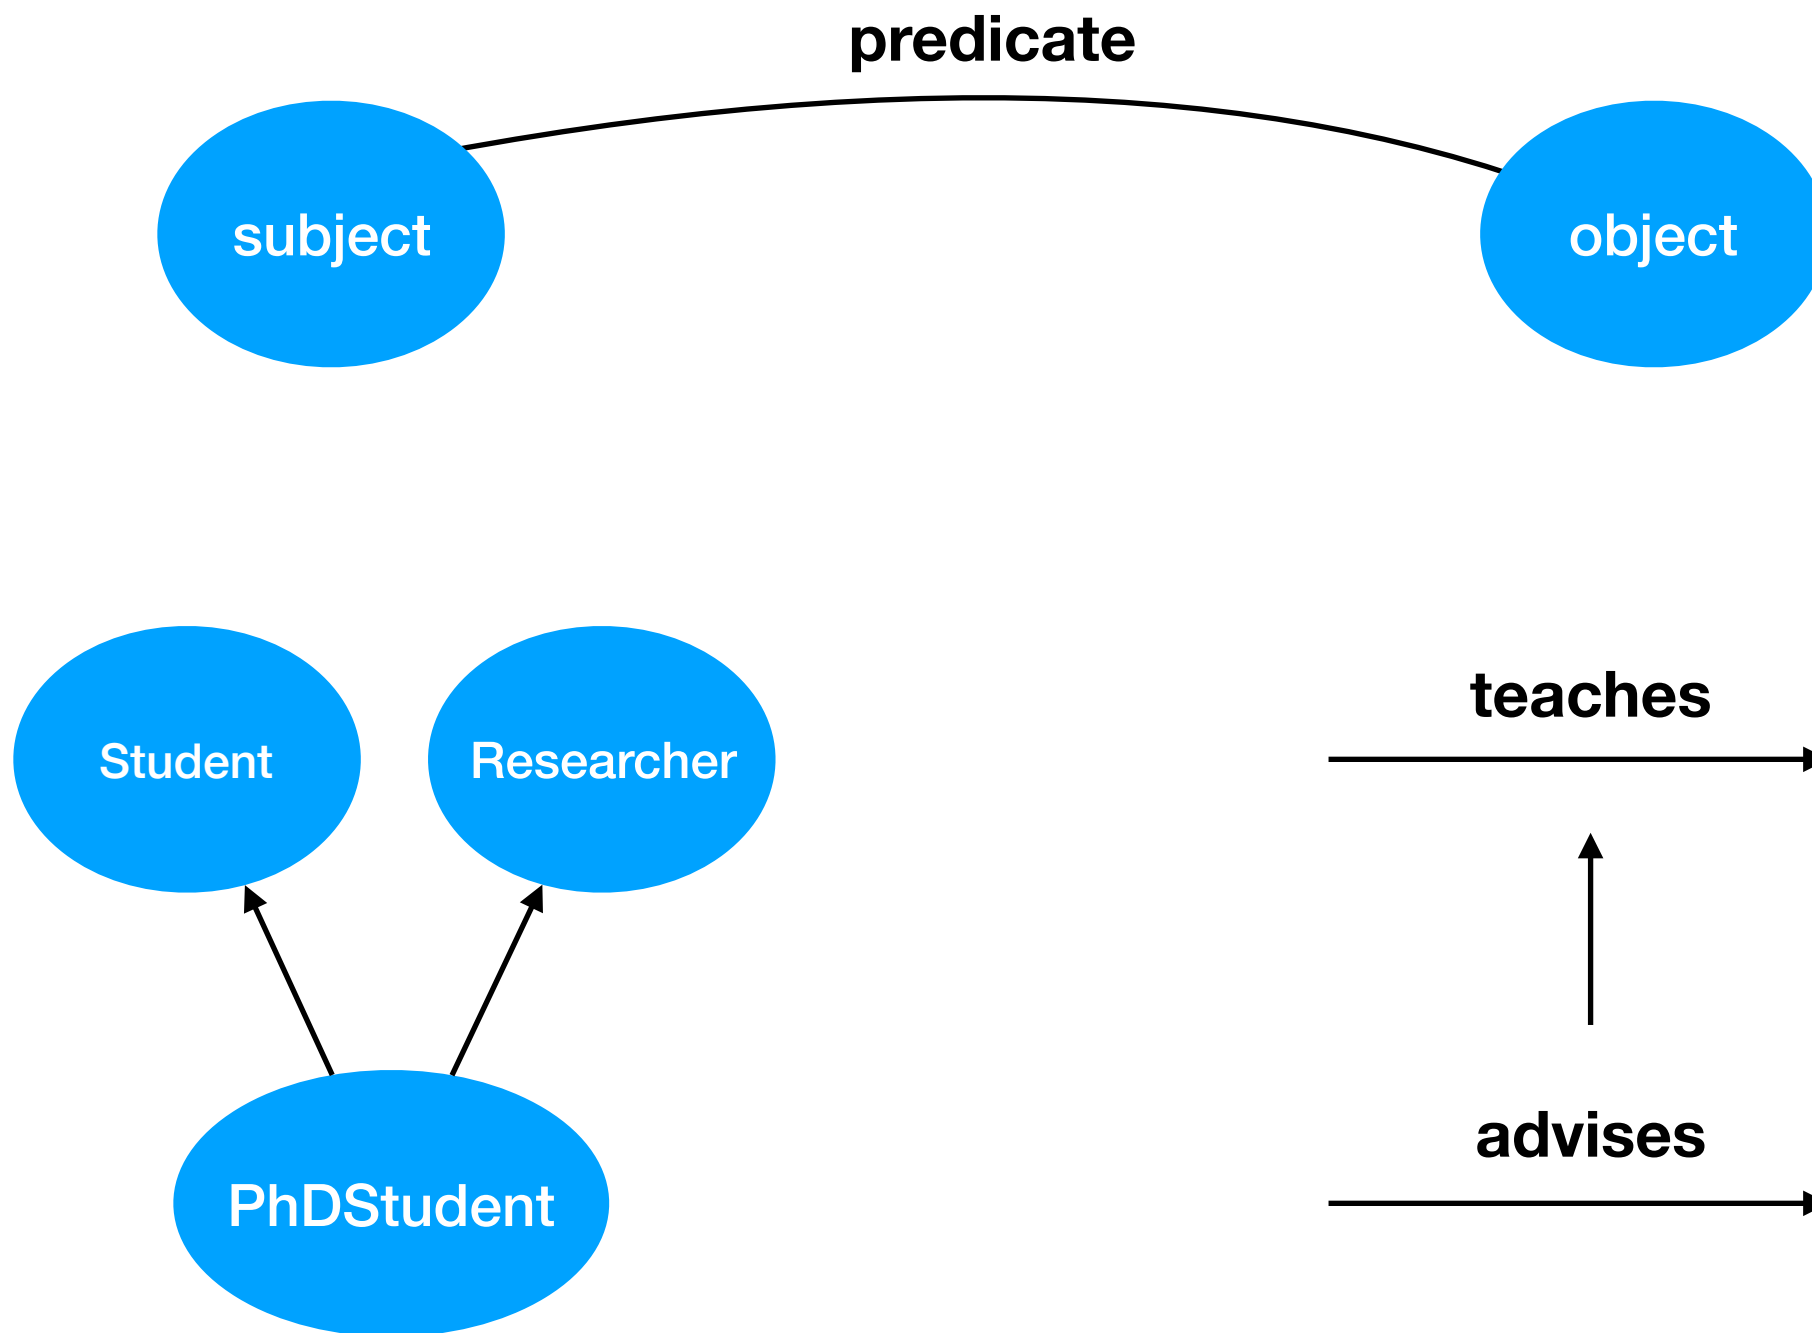 predicate
subject
object
Student
Researcher
teaches
advises
PhDStudent